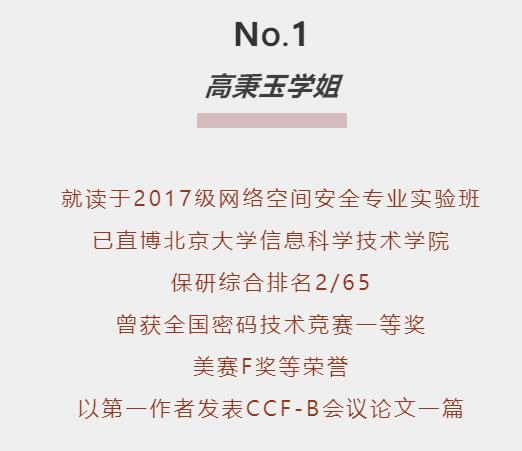 No.1
高秉玉学姐
就读于2017级网络空间安全专业实验班
已直博北京大学信息科学技术学院
保研综合排名2/65
曾获全国密码技术竞赛一等奖
美赛F奖等荣誉
以第一作者发表CCF-B会议论文一篇